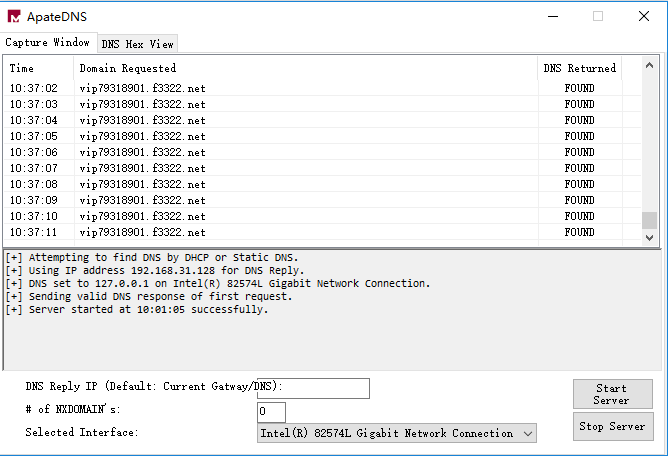 ApateDNS
Capture Window DNS Hex View
Time Domain Requested DNS Returned
10:37:02 vip79318901.f3322.net FOUND
10:37:03 vip79318901.f3322.net FOUND
10:37:04 vip79318901.f3322.net FOUND
10:37:05 vip79318901.f3322.net FOUND
10:37:06 vip79318901.f3322.net FOUND
10:37:07 vip79318901.f3322.net FOUND
10:37:08 vip79318901.f3322.net FOUND
10:37:09 vip79318901.f3322.net FOUND
10:37:10 vip79318901.f3322.net FOUND
10:37:11 vip79318901.f3322.net FOUND
[+] Attempting to find DNS by DHCP or Static DNS.
[+] Using IP address 192.168.31.128 for DNS Reply.
[+] DNS set to 127.0.0.1 on Intel(R) 82574L Gigabit Network Connection.
[+] Sending valid DNS response of first request.
[+] Server started at 10:01:05 successfully.
DNS Reply IP (Default: Current Gatway/DNS):
# of NXDOMAIN's: 0
Selected Interface: Intel(R) 82574L Gigabit Network Connection
Start
Server
Stop Server